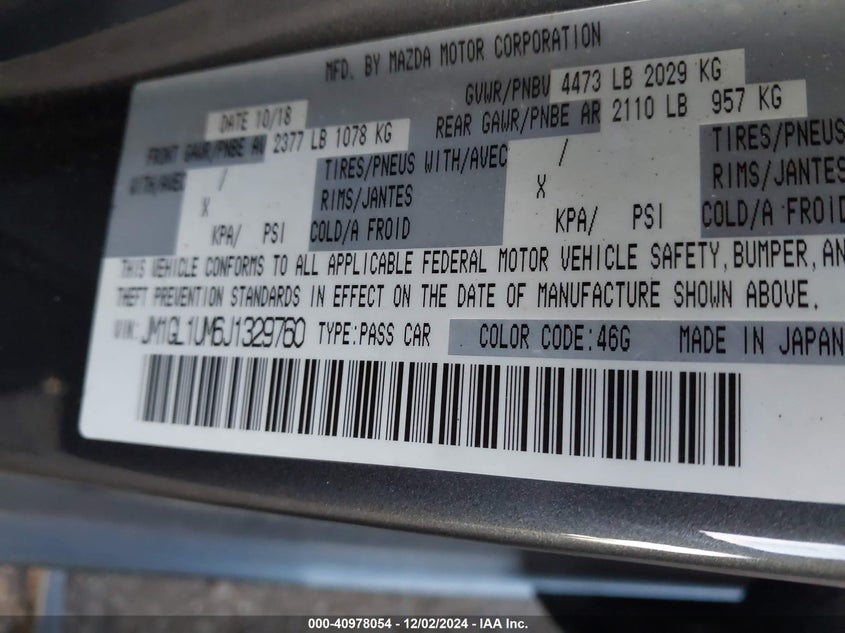 MFD. BY MAZDA MOTOR CORPORATION
DATE 10/18 GVWR/PNBV 4473 LB 2029 KG
FRONT GAWR/PNBE AV 2377 LB 1078 KG REAR GAWR/PNBE AR 2110 LB 957 KG
WITH/AVEC / TIRES/PNEUS WITH/AVEC / TIRES/PNEUS
X RIMS/JANTES X RIMS/JANTES
KPA/ PSI COLD/A FROID KPA/ PSI COLD/A FROID
THIS VEHICLE CONFORMS TO ALL APPLICABLE FEDERAL MOTOR VEHICLE SAFETY, BUMPER, AN
THEFT PREVENTION STANDARDS IN EFFECT ON THE DATE OF MANUFACTURE SHOWN ABOVE.
VIN: JM1GL1UM6J1329760 TYPE:PASS CAR COLOR CODE:46G MADE IN JAPAN
000-40978054 - 12/02/2024 - IAA Inc.